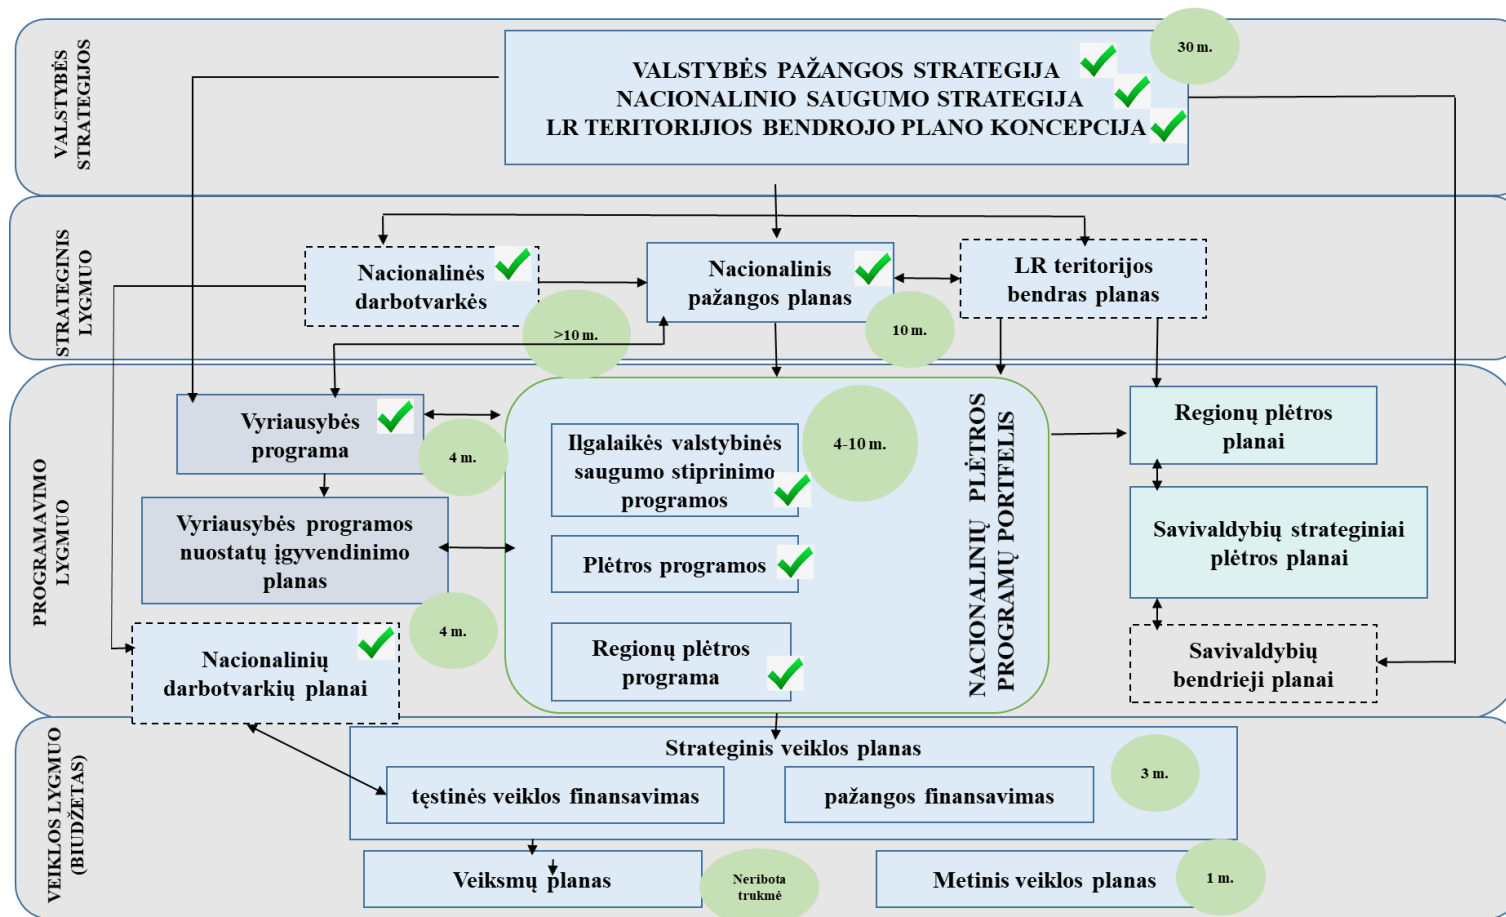 VALSTYBĖS
STRATEGIJOS
30 m.
VALSTYBĖS PAŽANGOS STRATEGIJA
NACIONALINIO SAUGUMO STRATEGIJA
LR TERITORIJIOS BENDROJO PLANO KONCEPCIJA
STRATEGINIS
LYGMUO
Nacionalinės
darbotvarkės
>10 m.
Nacionalinis
pažangos planas
10 m.
LR teritorijos
bendras planas
PROGRAMAVIMO
LYGMUO
Vyriausybės
programa
4 m.
Vyriausybės programos
nuostatų įgyvendinimo
planas
4 m.
Nacionalinių
darbotvarkių planai
Ilgalaikės valstybinės
saugumo stiprinimo
programos
4-10 m.
Plėtros programos
Regionų plėtros
programa
NACIONALINIŲ PLĖTROS
PROGRAMŲ PORTFELIS
Regionų plėtros
planai
Savivaldybių strateginiai
plėtros planai
Savivaldybių
bendrieji planai
VEIKLOS LYGMUO
(BIUDŽETAS)
Strateginis veiklos planas
tęstinės veiklos finansavimas
pažangos finansavimas
3 m.
Veiksmų planas
Neribota
trukmė
Metinis veiklos planas
1 m.